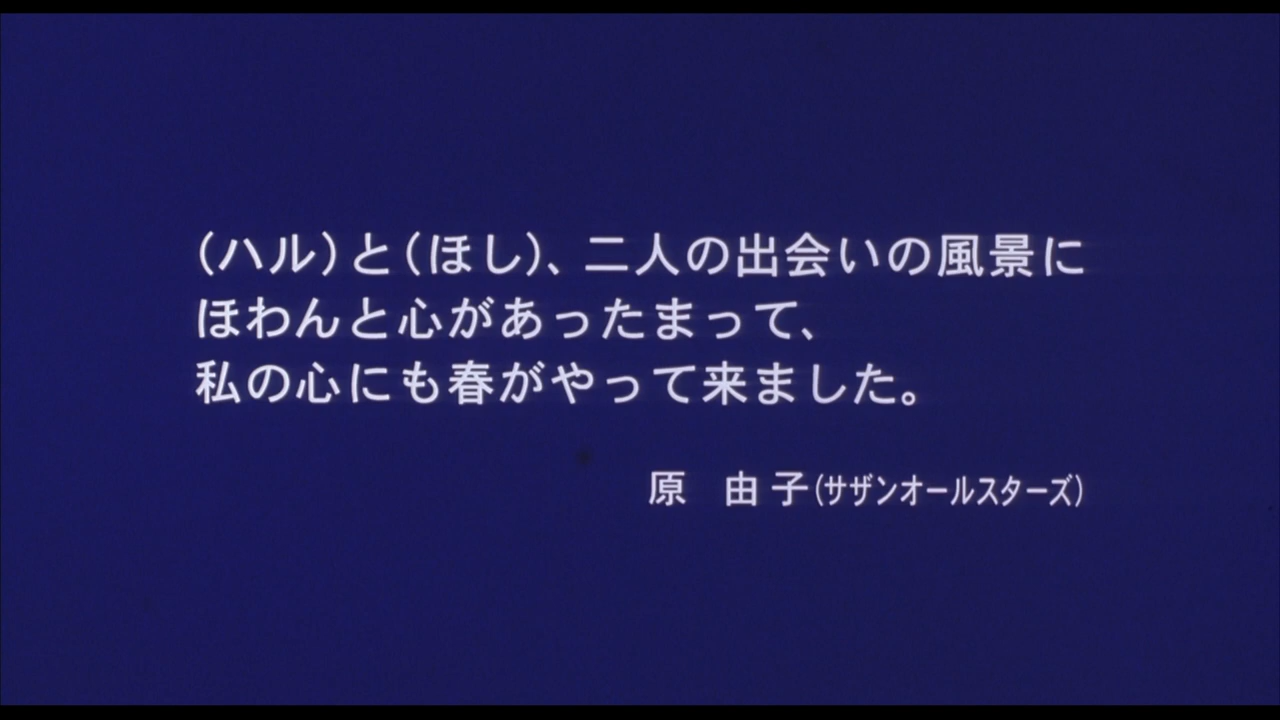 (ハル)と(ほし)、二人の出会いの風景に
ほわんと心があったまって、
私の心にも春がやって来ました。
原　由子(サザンオールスターズ)